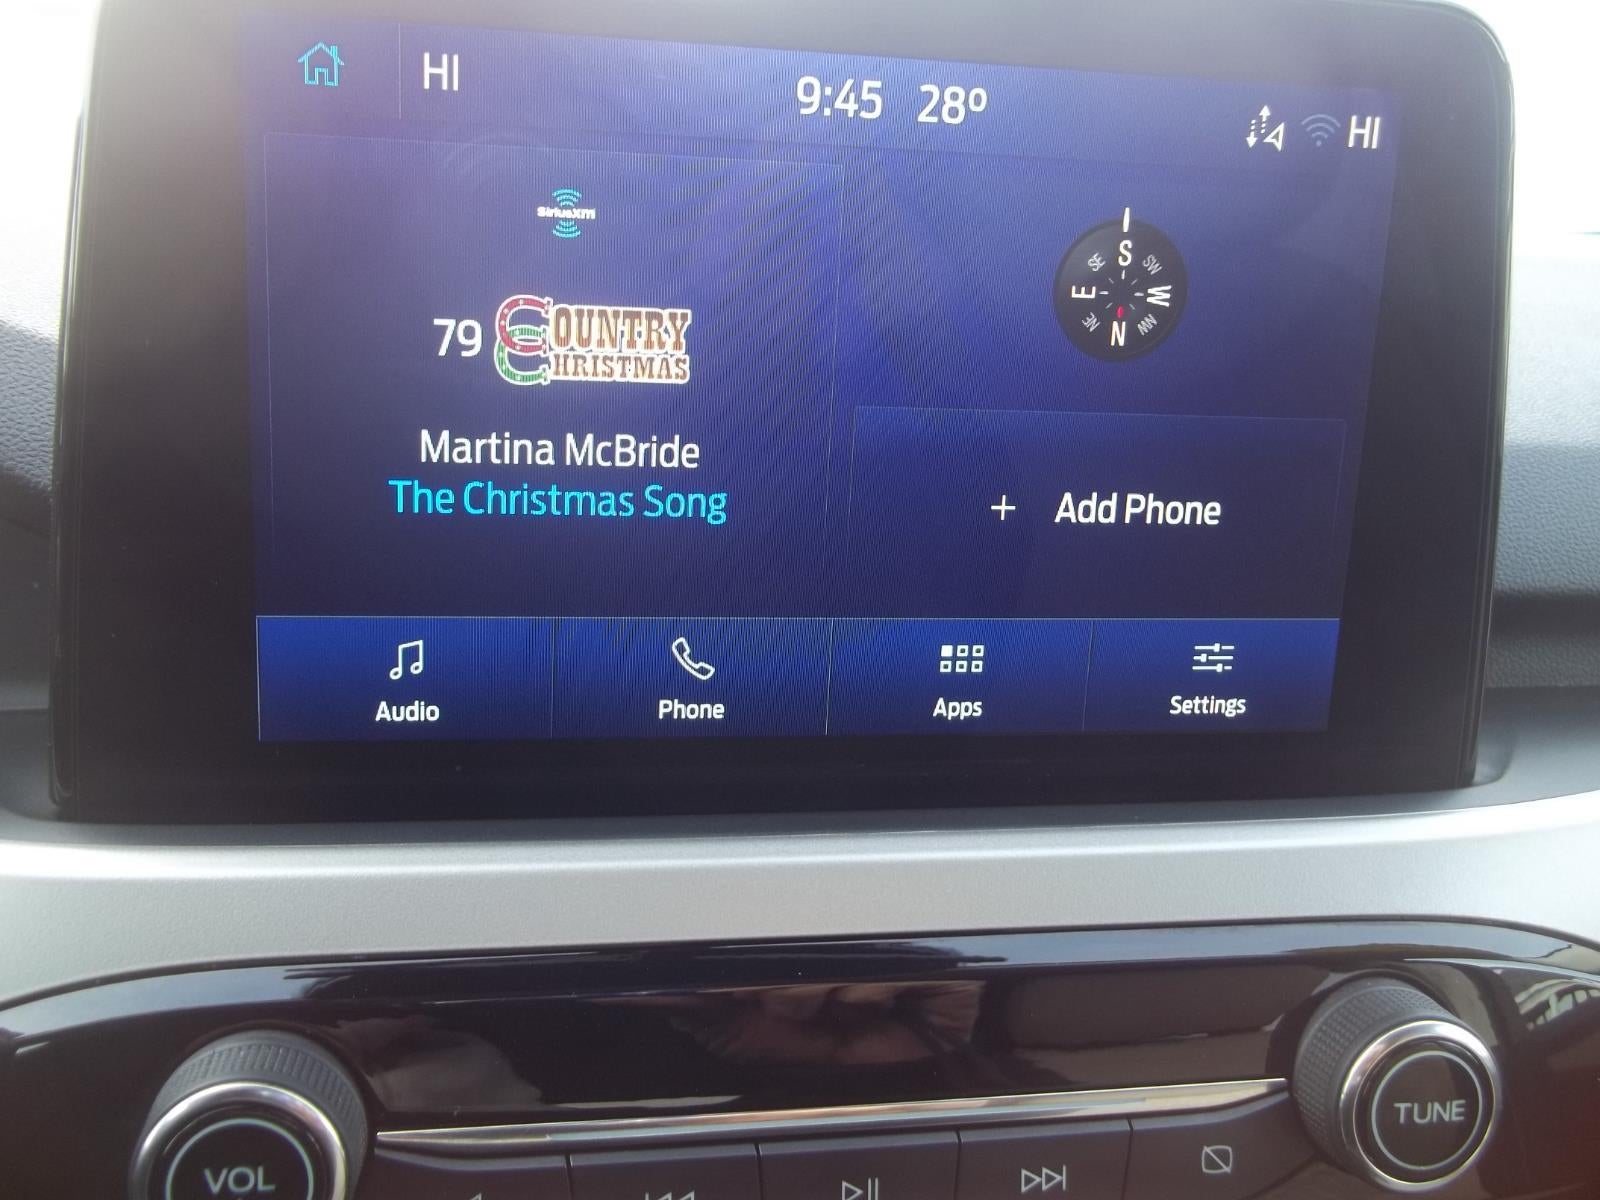 HI
9:45 28º
HI
SiriusXM
79 COUNTRY
CHRISTMAS
Martina McBride
The Christmas Song
S
SE SW
E W
NE NW
N
+ Add Phone
Audio Phone Apps Settings
VOL
TUNE